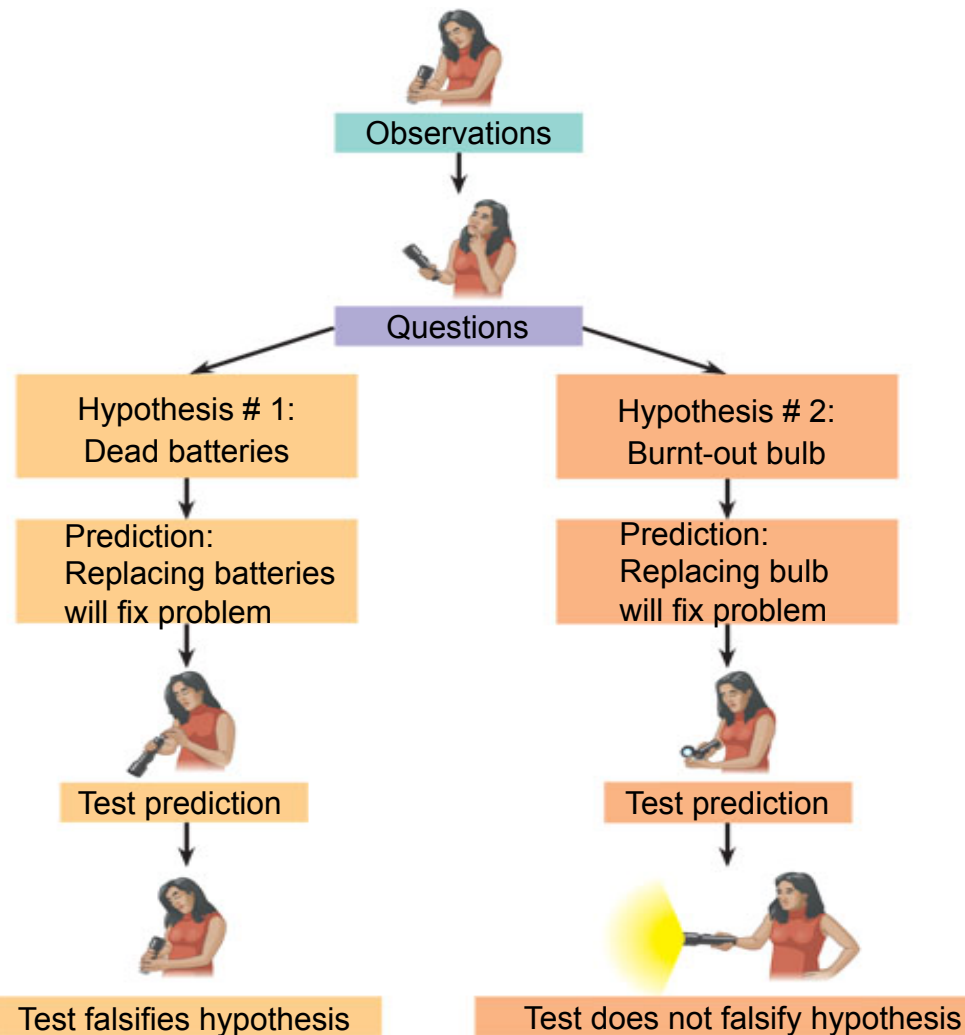 Observations
Questions
Hypothesis # 1:
Dead batteries
Prediction:
Replacing batteries
will fix problem
Test prediction
Test falsifies hypothesis
Hypothesis # 2:
Burnt-out bulb
Prediction:
Replacing bulb
will fix problem
Test prediction
Test does not falsify hypothesis